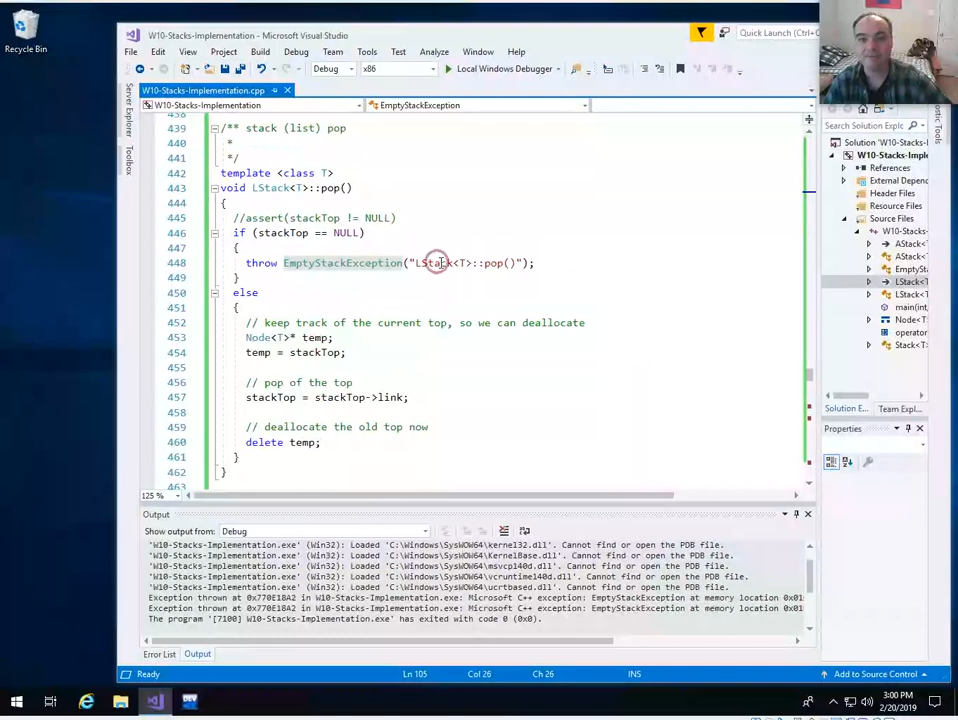 Recycle Bin
W10-Stacks-Implementation - Microsoft Visual Studio
Quick Launch (Ctrl+
File Edit View Project Build Debug Team Tools Test Analyze Window Help
Debug x86 Local Windows Debugger
Server Explorer
Toolbox
W10-Stacks-Implementation.cpp
W10-Stacks-Implementation EmptyStackException
438
439 /** stack (list) pop
440 *
441 */
442 template <class T>
443 void LStack<T>::pop()
444 {
445 //assert(stackTop != NULL)
446 if (stackTop == NULL)
447 {
448 throw EmptyStackException("LStack<T>::pop()");
449 }
450 else
451 {
452 // keep track of the current top, so we can deallocate
453 Node<T>* temp;
454 temp = stackTop;
455
456 // pop of the top
457 stackTop = stackTop->link;
458
459 // deallocate the old top now
460 delete temp;
461 }
462 }
463
125 %
Search Solution Explo
Solution 'W10-S
W10-Stacks-Imple
References
External Depend
Header Files
Resource Files
Source Files
W10-Stacks-
AStack<T
AStack<T
EmptySt
LStack<T
LStack<T
main(int
Node<T
operator
Stack<T>
Solution E... Team Expl...
Properties
Output
Show output from: Debug
'W10-Stacks-Implementation.exe' (Win32): Loaded 'C:\Windows\SysWOW64\kernel32.dll'. Cannot find or open the PDB file.
'W10-Stacks-Implementation.exe' (Win32): Loaded 'C:\Windows\SysWOW64\KernelBase.dll'. Cannot find or open the PDB file.
'W10-Stacks-Implementation.exe' (Win32): Loaded 'C:\Windows\SysWOW64\msvcp140d.dll'. Cannot find or open the PDB file.
'W10-Stacks-Implementation.exe' (Win32): Loaded 'C:\Windows\SysWOW64\vcruntime140d.dll'. Cannot find or open the PDB file.
'W10-Stacks-Implementation.exe' (Win32): Loaded 'C:\Windows\SysWOW64\ucrtbased.dll'. Cannot find or open the PDB file.
Exception thrown at 0x770E18A2 in W10-Stacks-Implementation.exe: Microsoft C++ exception: EmptyStackException at memory location 0x01
Exception thrown at 0x770E18A2 in W10-Stacks-Implementation.exe: Microsoft C++ exception: EmptyStackException at memory location 0x01
The program '[7100] W10-Stacks-Implementation.exe' has exited with code 0 (0x0).
Error List Output
Ready Ln 105 Col 26 Ch 26 INS Add to Source Control
3:00 PM
2/20/2019